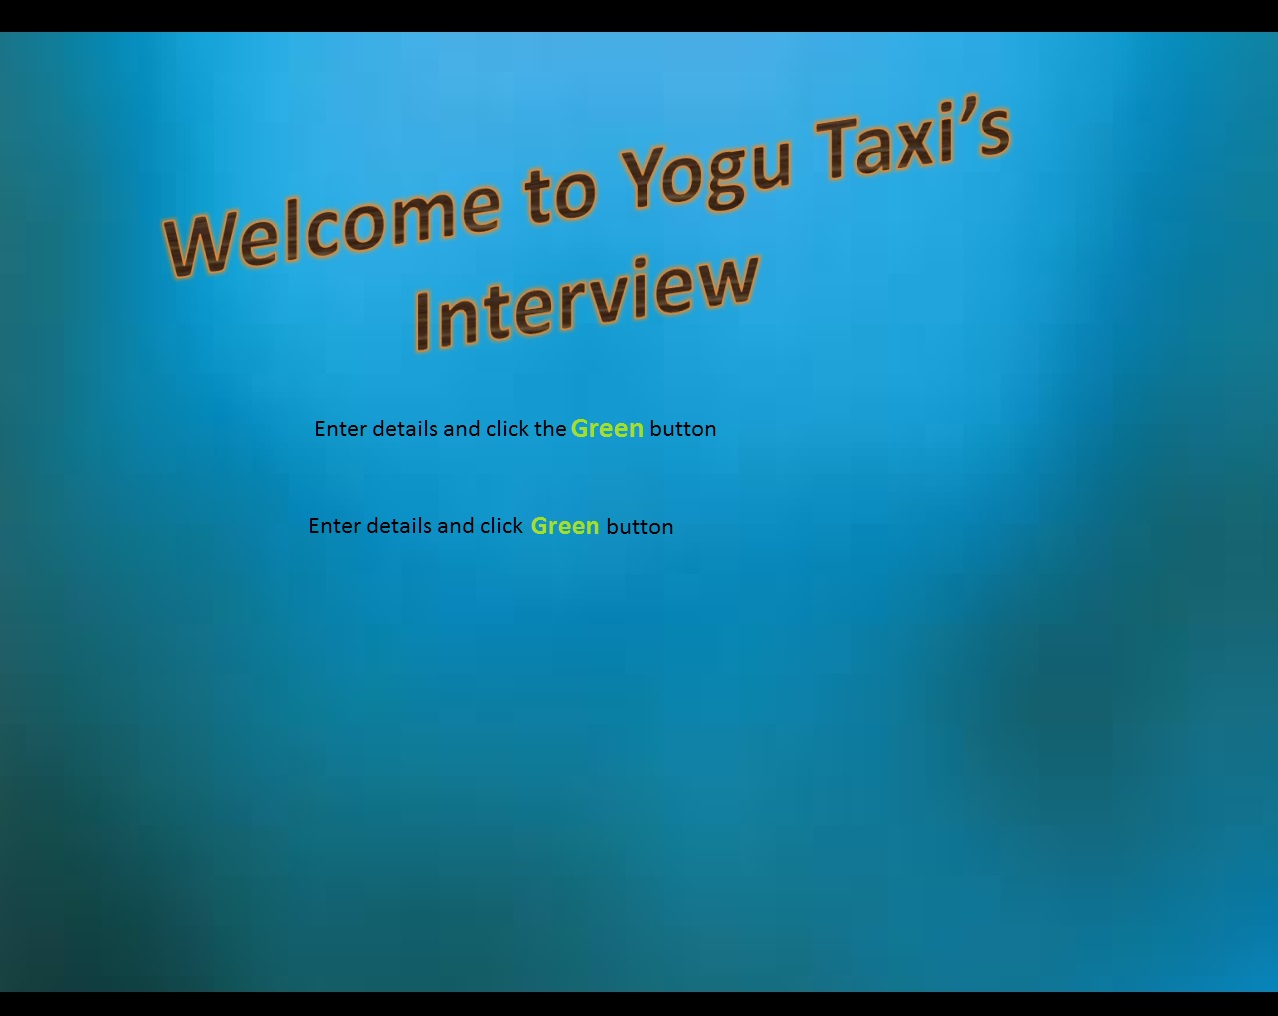 Welcome to Yogu Taxi’s
Interview
Enter details and click the Green button
Enter details and click Green button